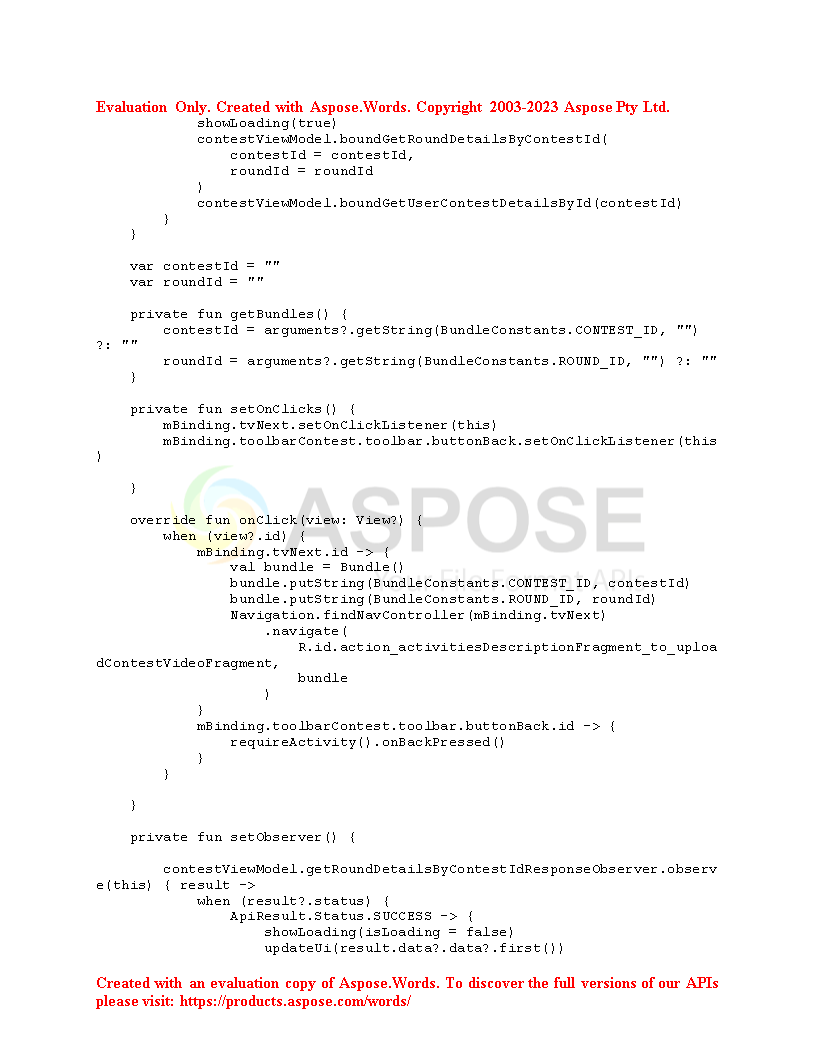 Evaluation Only. Created with Aspose.Words. Copyright 2003-2023 Aspose Pty Ltd.
            showLoading(true)
            contestViewModel.boundGetRoundDetailsByContestId(
                contestId = contestId,
                roundId = roundId
            )
            contestViewModel.boundGetUserContestDetailsById(contestId)
        }
    }

    var contestId = ""
    var roundId = ""

    private fun getBundles() {
        contestId = arguments?.getString(BundleConstants.CONTEST_ID, "")
?: ""
        roundId = arguments?.getString(BundleConstants.ROUND_ID, "") ?: ""
    }

    private fun setOnClicks() {
        mBinding.tvNext.setOnClickListener(this)
        mBinding.toolbarContest.toolbar.buttonBack.setOnClickListener(this
)

    }
ASPOSE

    override fun onClick(view: View?) {
        when (view?.id) {
            mBinding.tvNext.id -> {
                val bundle = Bundle()
                bundle.putString(BundleConstants.CONTEST_ID, contestId)
                bundle.putString(BundleConstants.ROUND_ID, roundId)
                Navigation.findNavController(mBinding.tvNext)
                    .navigate(
                        R.id.action_activitiesDescriptionFragment_to_uploa
dContestVideoFragment,
                        bundle
                    )
            }
            mBinding.toolbarContest.toolbar.buttonBack.id -> {
                requireActivity().onBackPressed()
            }
        }

    }

    private fun setObserver() {

        contestViewModel.getRoundDetailsByContestIdResponseObserver.observ
e(this) { result ->
            when (result?.status) {
                ApiResult.Status.SUCCESS -> {
                    showLoading(isLoading = false)
                    updateUi(result.data?.data?.first())

Created with an evaluation copy of Aspose.Words. To discover the full versions of our APIs
please visit: https://products.aspose.com/words/